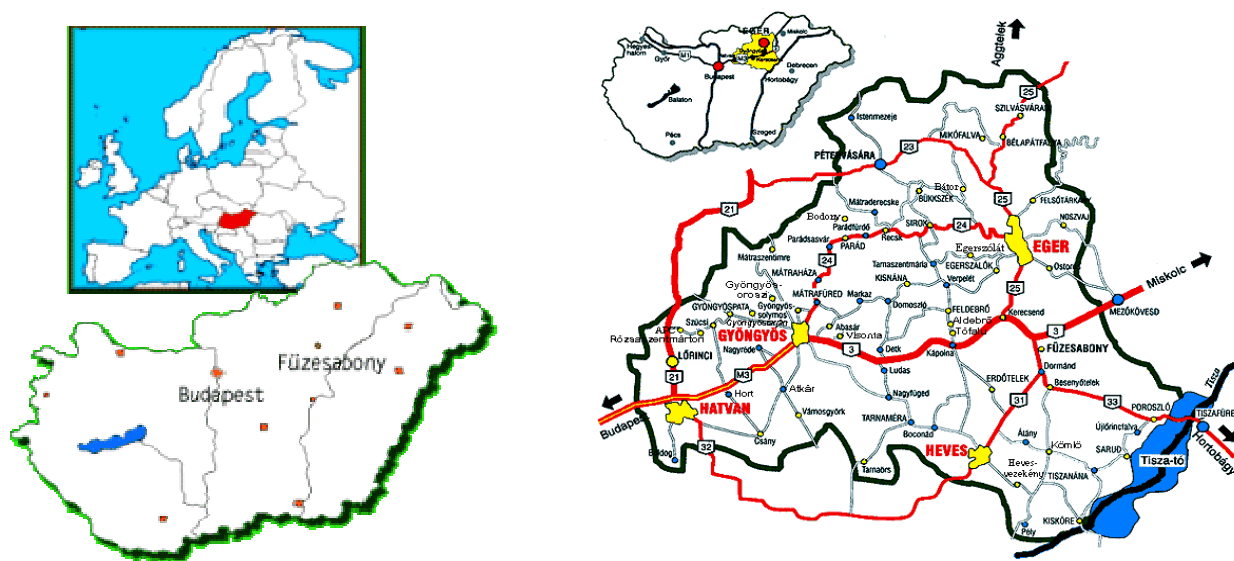 Füzesabony
Budapest
EGER
Miskolc
Hegyes-
halom
Győr
M1
Budapest
M3
Debrecen
Hortobágy
Balaton
Pécs
Szeged
Aggtelek
25
SZILVÁSVÁRAD
Istenmezeje
MIKÓFALVA
BÉLAPÁTFALVA
23
PÉTERVÁSÁRA
21
Mátraderecske
BÜKKSZÉK
Bátor
25
FELSŐTÁRKÁNY
NOSZVAJ
Bodony
Parádfürdő
SIROK
24
Parádsasvár
PARÁD
Recsk
EGER
Egerszólát
Mátraszentimre
24
Tarnaszentmária
EGERSZALÓK
Ostoros
MÁTRAHÁZA
KISNÁNA
Verpelét
25
Miskolc
Gyöngyös-
oroszi
MÁTRAFÜRED
Markaz
Domoszló
FELDEBRŐ
Kerecsend
MEZŐKÖVESD
GYÖNGYÖSPATA
Gyöngyös-
solymos
Aldebrő
Tófalu
Szücsi
Gyöngyöstarján
Abasár
Visonta
3
APC
Rózsaszentmárton
GYÖNGYÖS
Nagyréde
3
Detk
Kápolna
FÜZESABONY
LŐRINCI
Ludas
Dormánd
21
M3
Atkár
Nagyfüged
ERDŐTELEK
Besenyőtelek
Hort
31
33
POROSZLÓ
Tisza
Budapest
HATVAN
Vámosgyörk
TARNAMÉRA
TISZAFÜRED
Csány
Boconád
Átány
Újlőrincfalva
Hortobágy
32
HEVES
Kömlő
SARUD
Boldog
Tarnaörs
Heves-
vezekény
TISZANÁNA
Tisza-tó
KISKÖRE
Pély